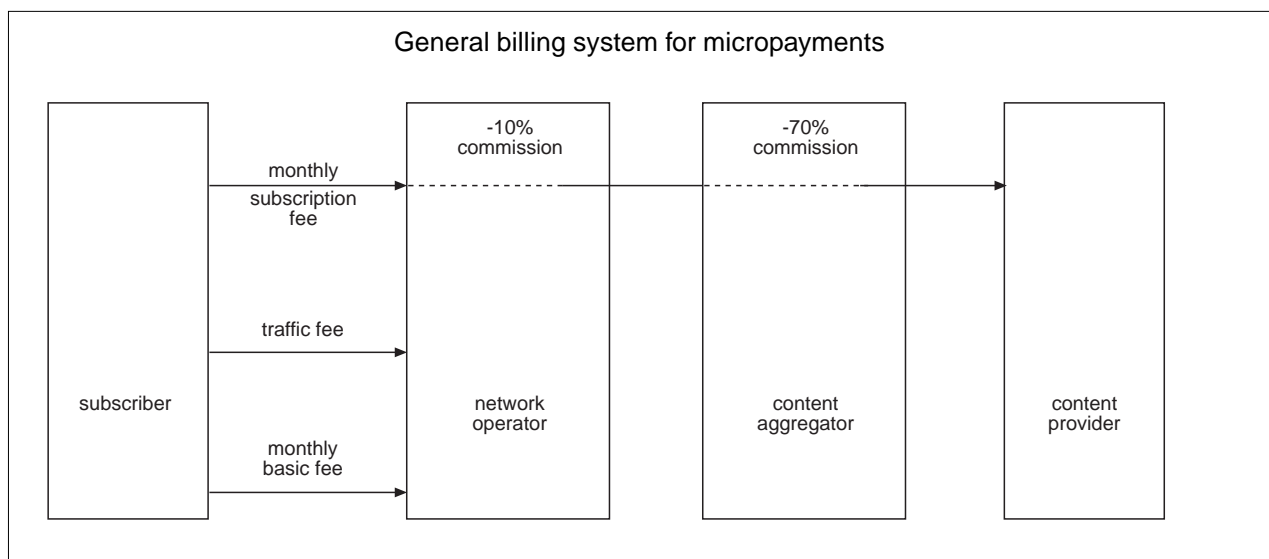 General billing system for micropayments
-10%
commission
-70%
commission
monthly
subscription
fee
traffic fee
subscriber
network
operator
content
aggregator
content
provider
monthly
basic fee